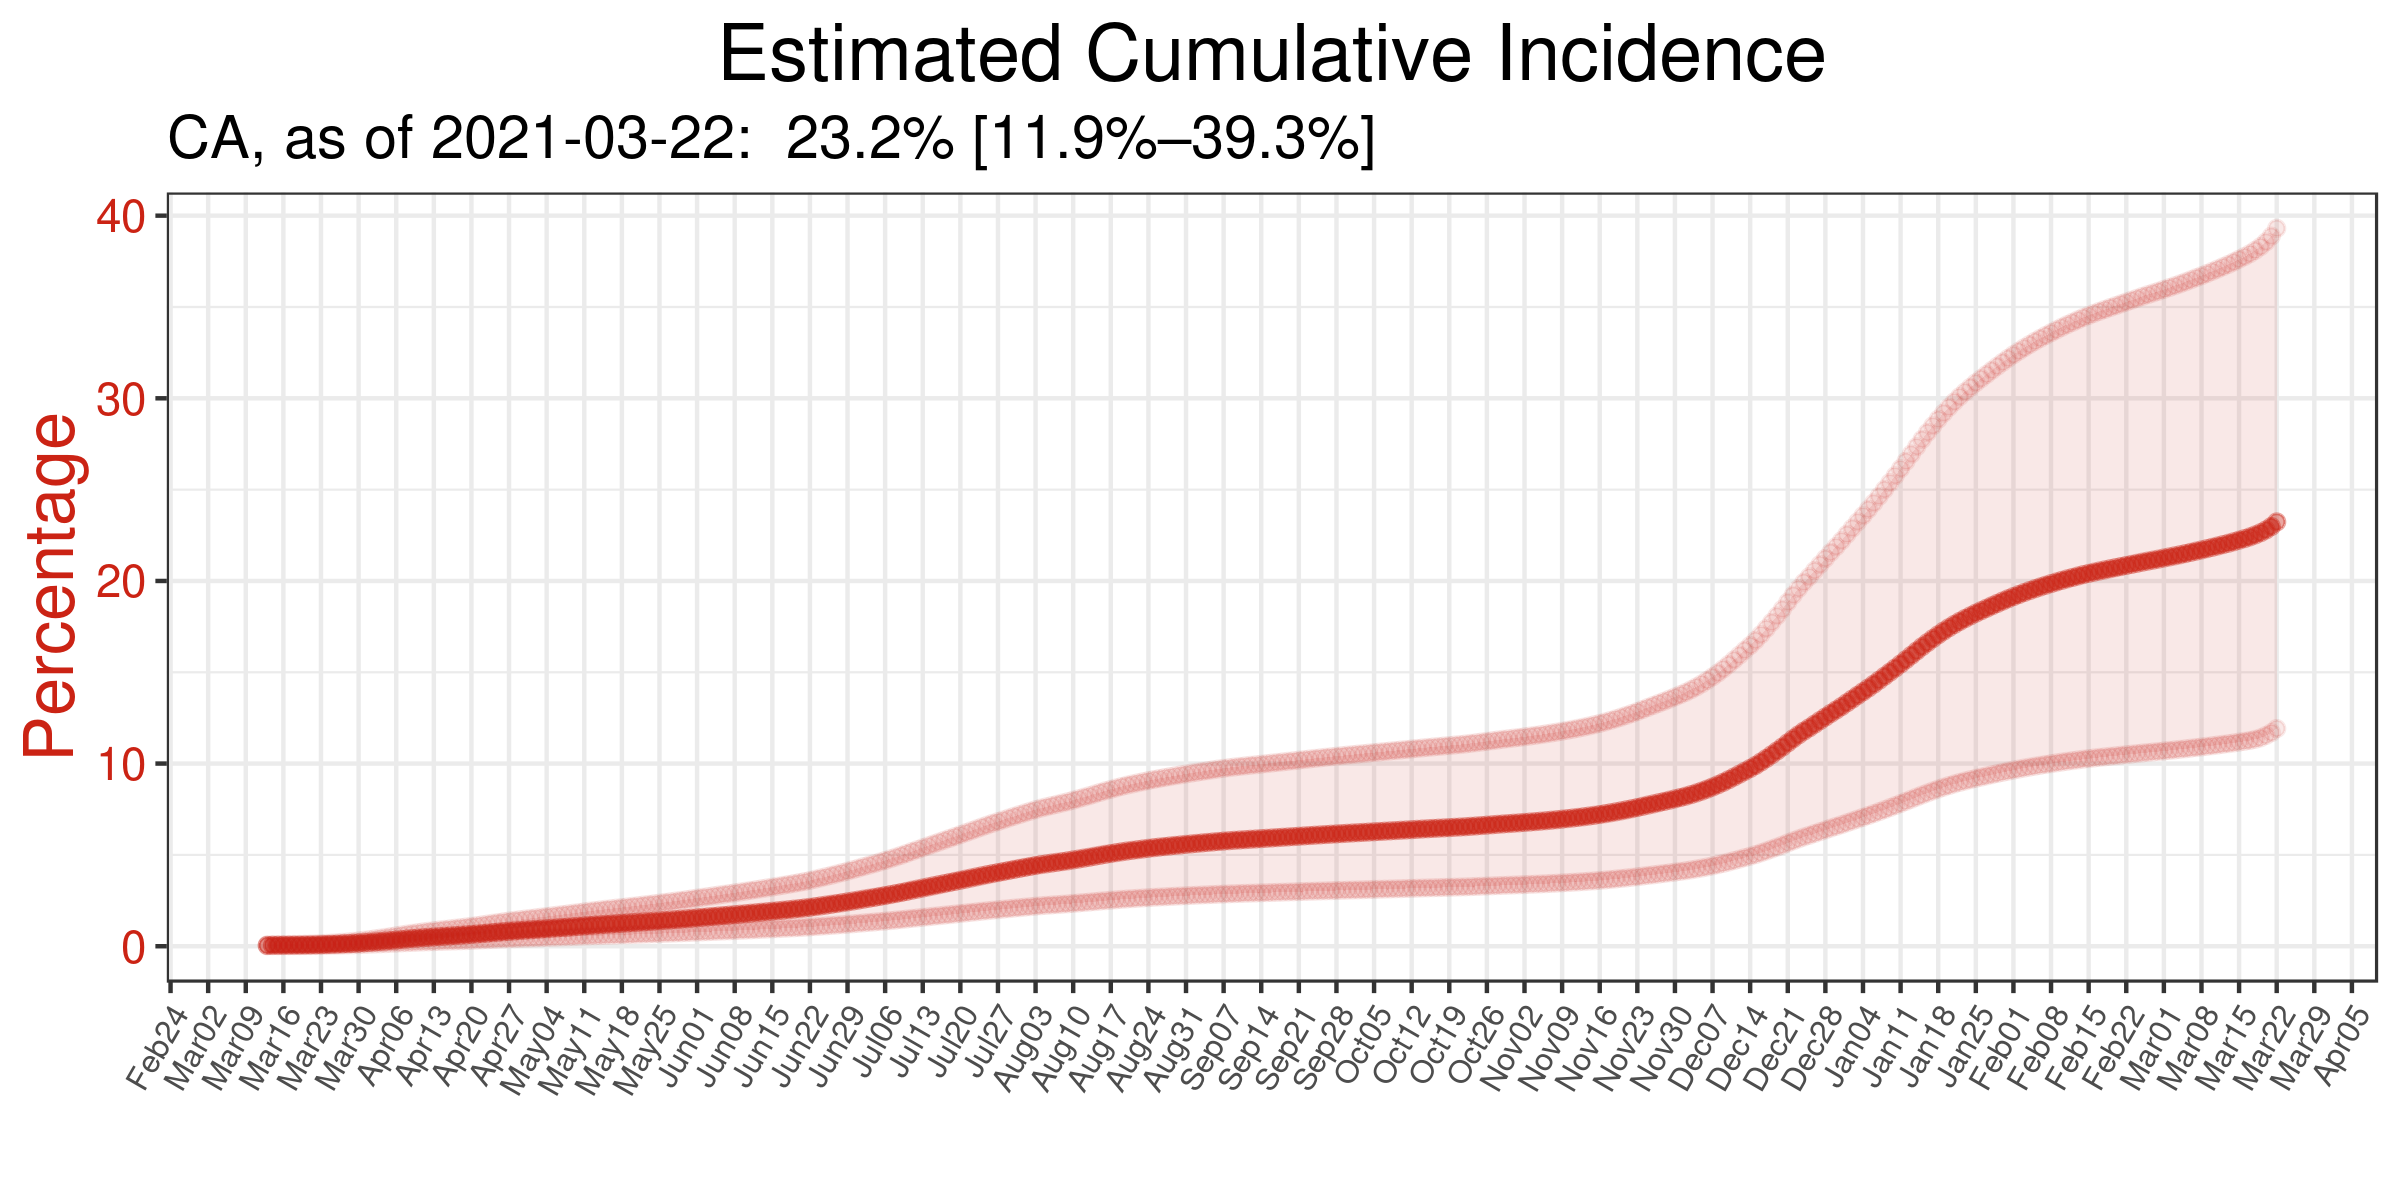 Estimated Cumulative Incidence
CA, as of 2021-03-22:  23.2% [11.9%–39.3%]
Percentage
40
30
20
10
0
Feb24
Mar02
Mar09
Mar16
Mar23
Mar30
Apr06
Apr13
Apr20
Apr27
May04
May11
May18
May25
Jun01
Jun08
Jun15
Jun22
Jun29
Jul06
Jul13
Jul20
Jul27
Aug03
Aug10
Aug17
Aug24
Aug31
Sep07
Sep14
Sep21
Sep28
Oct05
Oct12
Oct19
Oct26
Nov02
Nov09
Nov16
Nov23
Nov30
Dec07
Dec14
Dec21
Dec28
Jan04
Jan11
Jan18
Jan25
Feb01
Feb08
Feb15
Feb22
Mar01
Mar08
Mar15
Mar22
Mar29
Apr05